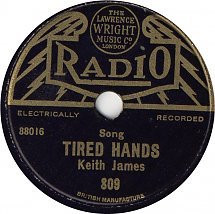 THE
LAWRENCE
WRIGHT
MUSIC CO
LONDON
RADIO
ELECTRICALLY RECORDED
88016
Song
TIRED HANDS
Keith James
809
BRITISH MANUFACTURE